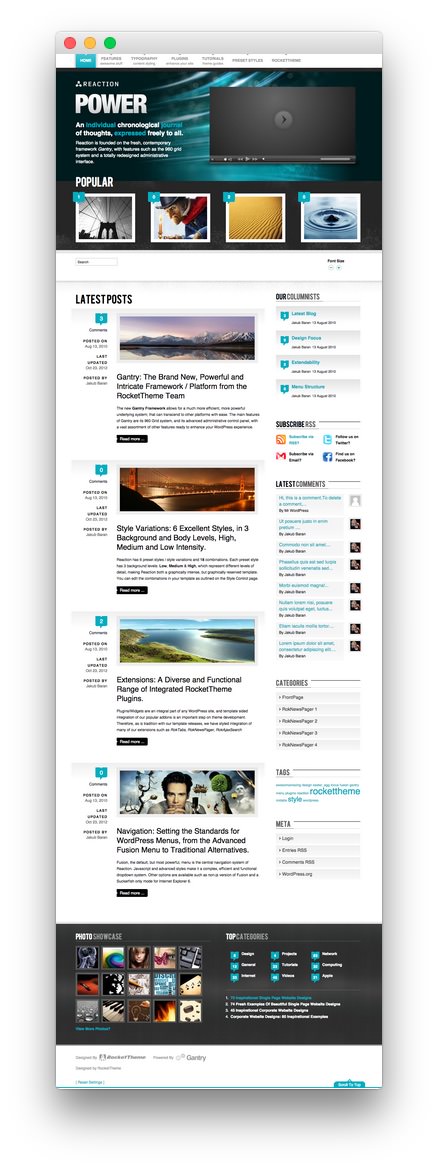 HOME FEATURES TYPOGRAPHY PLUGINS TUTORIALS PRESET STYLES ROCKETTHEME
awesome stuff content styling enhance your site theme guides
REACTION
POWER
An individual chronological journal
of thoughts, expressed freely to all.
Reaction is founded on the fresh, contemporary
framework Gantry, with features such as the 960 grid
system and a totally redesigned administrative
interface.
POPULAR
1 0 2 0
Search
Font Size
LATEST POSTS
3
Comments
POSTED ON
Aug 13, 2010
LAST
UPDATED
Oct 23, 2012
POSTED BY
Jakub Baran
Gantry: The Brand New, Powerful and
Intricate Framework / Platform from the
RocketTheme Team
The new Gantry Framework allows for a much more efficient, more powerful
underlying system, that can transcend to other platforms with ease. The main features
of Gantry are its 960 Grid system, and its advanced administrative control panel, with
a vast assortment of other features ready to enhance your WordPress experience.
Read more ...
0
Comments
POSTED ON
Aug 13, 2010
LAST
UPDATED
Oct 23, 2012
POSTED BY
Jakub Baran
Style Variations: 6 Excellent Styles, in 3
Background and Body Levels, High,
Medium and Low Intensity.
Reaction has 6 preset styles / style variations and 18 combinations. Each preset style
has 3 background levels: Low, Medium & High, which represent different levels of
detail, making Reaction both a graphically intense, but graphically reserved template.
You can edit the combinations in your template as outlined on the Style Control page.
Read more ...
2
Comments
POSTED ON
Aug 13, 2010
LAST
UPDATED
Oct 23, 2012
POSTED BY
Jakub Baran
Extensions: A Diverse and Functional
Range of Integrated RocketTheme
Plugins.
Plugins/Widgets are an integral part of any WordPress site, and template sided
integration of our popular addons is an important step on theme development.
Therefore, as is tradition with our template releases, we have styled integration of
many of our extensions such as: RokTabs, RokNewsPager, RokAjaxSearch
Read more ...
0
Comments
POSTED ON
Aug 13, 2010
LAST
UPDATED
Oct 23, 2012
POSTED BY
Jakub Baran
Navigation: Setting the Standards for
WordPress Menus, from the Advanced
Fusion Menu to Traditional Alternatives.
Fusion, the default, but most powerful, menu is the central navigation system of
Reaction. Javascript and advanced styles make it a complex, efficient and functional
dropdown system. Other options are available such as non-js version of Fusion and a
Suckerfish only mode for Internet Explorer 6.
Read more ...
OUR COLUMNISTS
Latest Blog
Jakub Baran 13 August 2010
Design Focus
Jakub Baran 13 August 2010
Extendability
Jakub Baran 13 August 2010
Menu Structure
Jakub Baran 13 August 2010
SUBSCRIBE RSS
Subscribe via
RSS?
Follow us on
Twitter?
Subscribe via
Email?
Find us on
Facebook?
LATEST COMMENTS
Hi, this is a comment.To delete
a comment,...
By Mr WordPress
Ut posuere justo in enim
pretium ...
By Jakub Baran
Commodo non sit amet...
By Jakub Baran
Phasellus quis est sed turpis
sollicitudin venenatis sed...
By Jakub Baran
Morbi euismod magnal...
By Jakub Baran
Nullam lorem nisi, posuere
quis volutpat eget, luctus...
By Jakub Baran
Etiam iaculis mollis tortor....
By Jakub Baran
Lorem ipsum dolor sit amet,
consectetur adipiscing elit....
By Jakub Baran
CATEGORIES
FrontPage
RokNewsPager 1
RokNewsPager 2
RokNewsPager 3
RokNewsPager 4
TAGS
rockettheme
style wordpress
META
Login
Entries RSS
Comments RSS
WordPress.org
PHOTO SHOWCASE
View More Photos?
TOP CATEGORIES
Design Projects Network
General Tutorials Computing
Internet Videos Apple
1. 70 Inspirational Single Page Website Designs
2. 74 Fresh Examples Of Beautiful Single Page Website Designs
3. 45 Inspirational Corporate Website Designs
4. Corporate Website Designs: 60 Inspirational Examples
Designed By RocketTheme Powered By Gantry
Designed by RocketTheme
[ Reset Settings ]
Scroll To Top